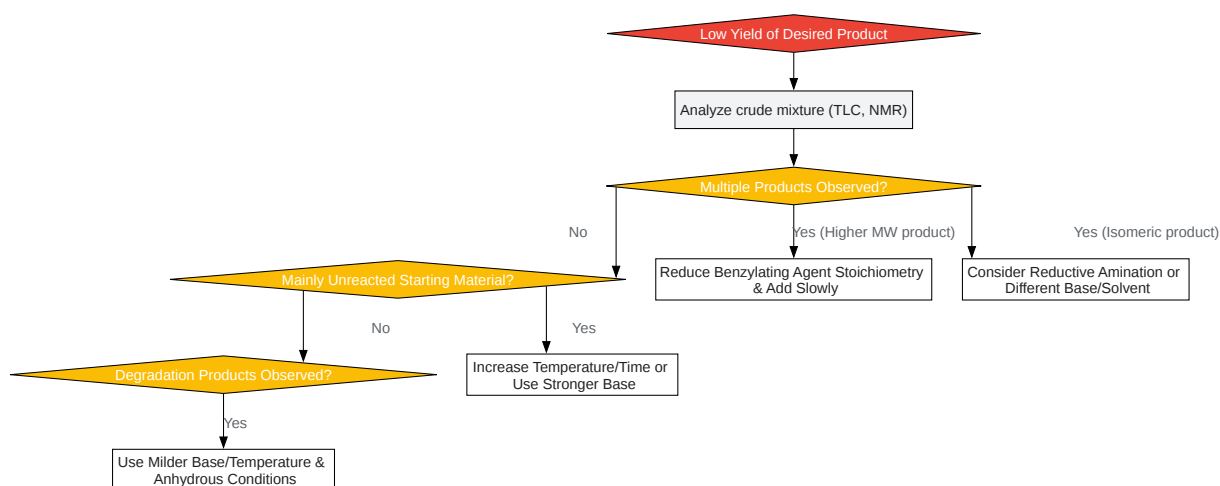 Low Yield of Desired Product
Analyze crude mixture (TLC, NMR)
Multiple Products Observed?
No
Yes (Higher MW product)
Yes (Isomeric product)
Mainly Unreacted Starting Material?
Reduce Benzylating Agent Stoichiometry
& Add Slowly
Consider Reductive Amination or
Different Base/Solvent
No
Yes
Degradation Products Observed?
Increase Temperature/Time or
Use Stronger Base
Yes
Use Milder Base/Temperature &
Anhydrous Conditions